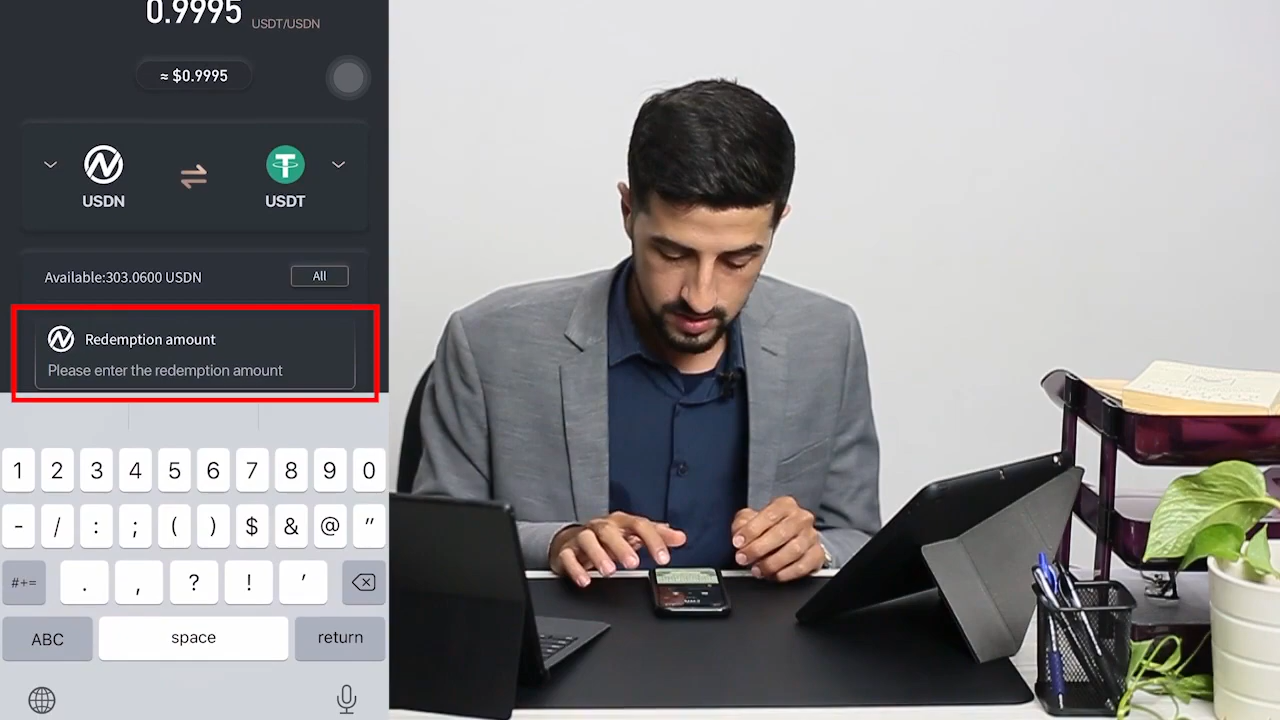 0.9995 USDT/USDN
≈ $0.9995
USDN USDT
Available:303.0600 USDN All
Redemption amount
Please enter the redemption amount
1 2 3 4 5 6 7 8 9 0
- / : ; ( ) $ & @ "
#+= . , ? ! '
ABC space return